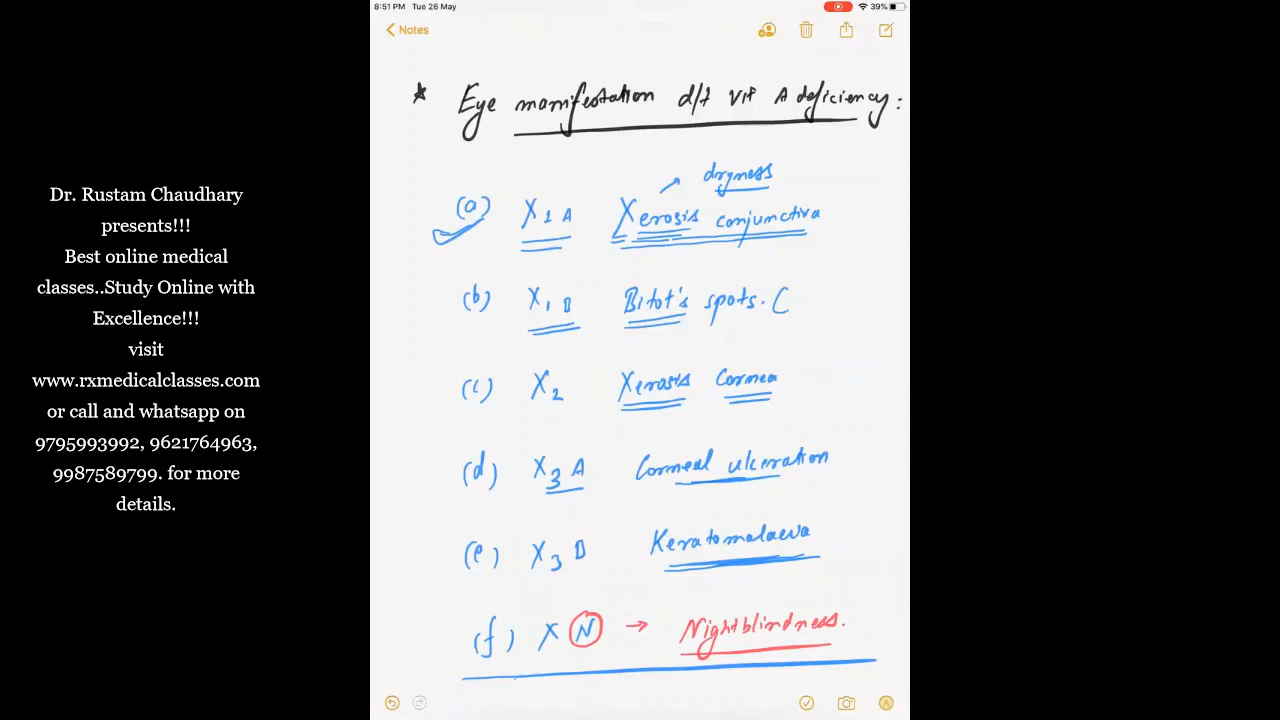 8:51 PM Tue 26 May
39%
Notes
Dr. Rustam Chaudhary
presents!!!
Best online medical
classes..Study Online with
Excellence!!!
visit
www.rxmedicalclasses.com
or call and whatsapp on
9795993992, 9621764963,
9987589799. for more
details.
* Eye manifestation d/t Vit A deficiency:
dryness
(a) X1A Xerosis conjunctiva
(b) X1B Bitot's spots. C
(c) X2 Xerosis Cornea
(d) X3A Corneal ulceration
(e) X3B Keratomalacia
(f) XN → Nightblindness.